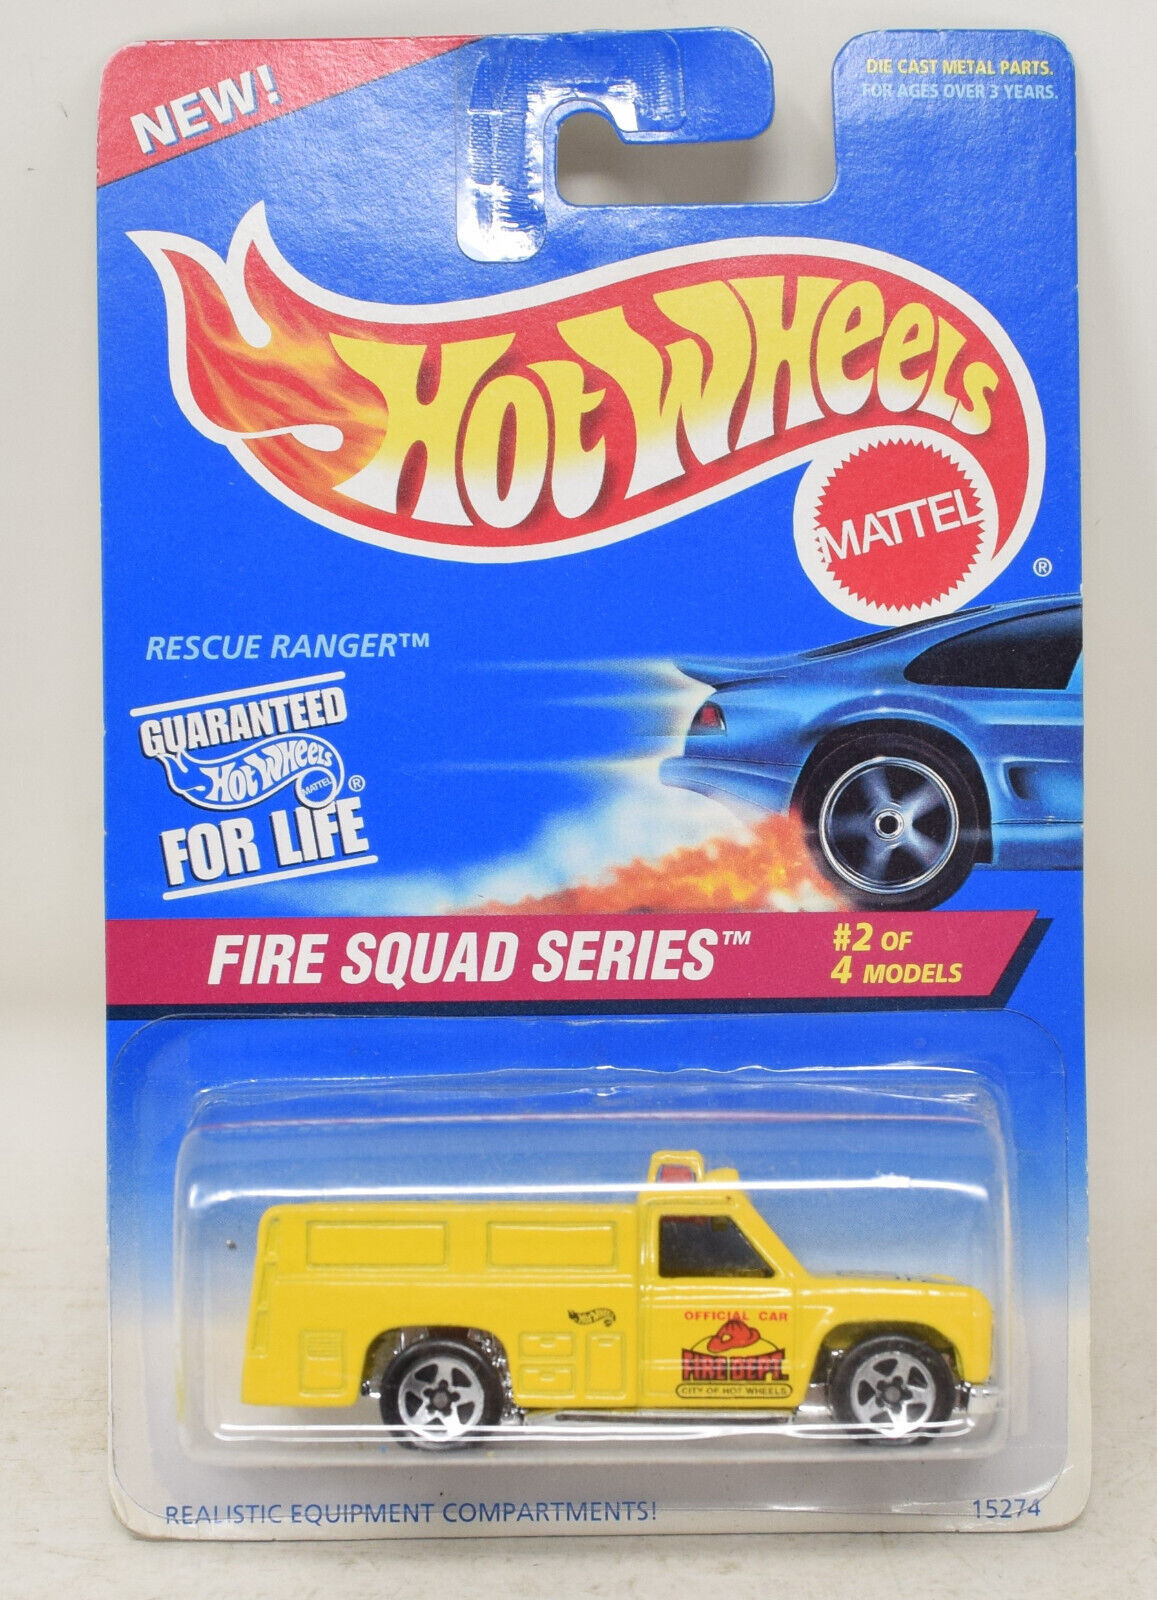 NEW!
DIE CAST METAL PARTS.
FOR AGES OVER 3 YEARS.
HOT WHEELS
MATTEL
®
RESCUE RANGER™
GUARANTEED
HOT WHEELS
MATTEL ®
FOR LIFE
FIRE SQUAD SERIES™
#2 OF
4 MODELS
Hot Wheels
OFFICIAL CAR
FIRE DEPT.
CITY OF HOT WHEELS
REALISTIC EQUIPMENT COMPARTMENTS!
15274